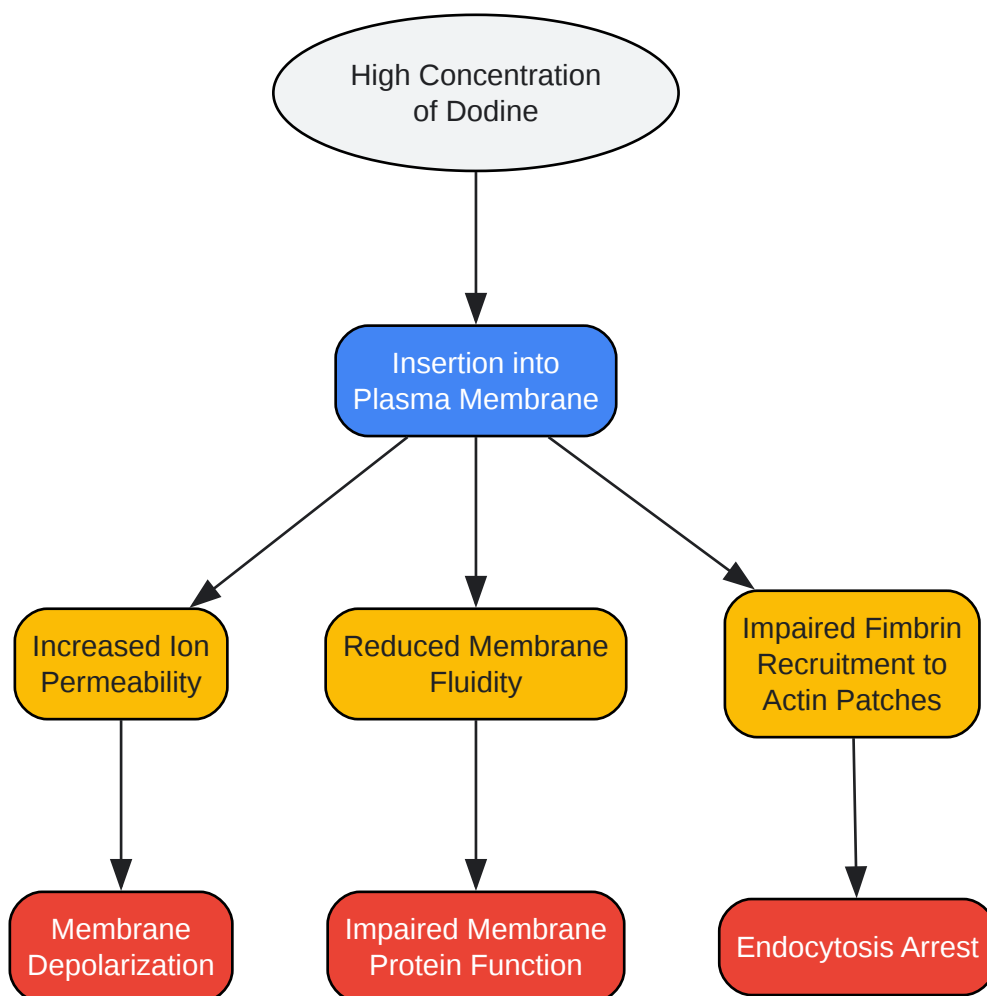 High Concentration
of Dodine
Insertion into
Plasma Membrane
Increased Ion
Permeability
Reduced Membrane
Fluidity
Impaired Fimbrin
Recruitment to
Actin Patches
Membrane
Depolarization
Impaired Membrane
Protein Function
Endocytosis Arrest